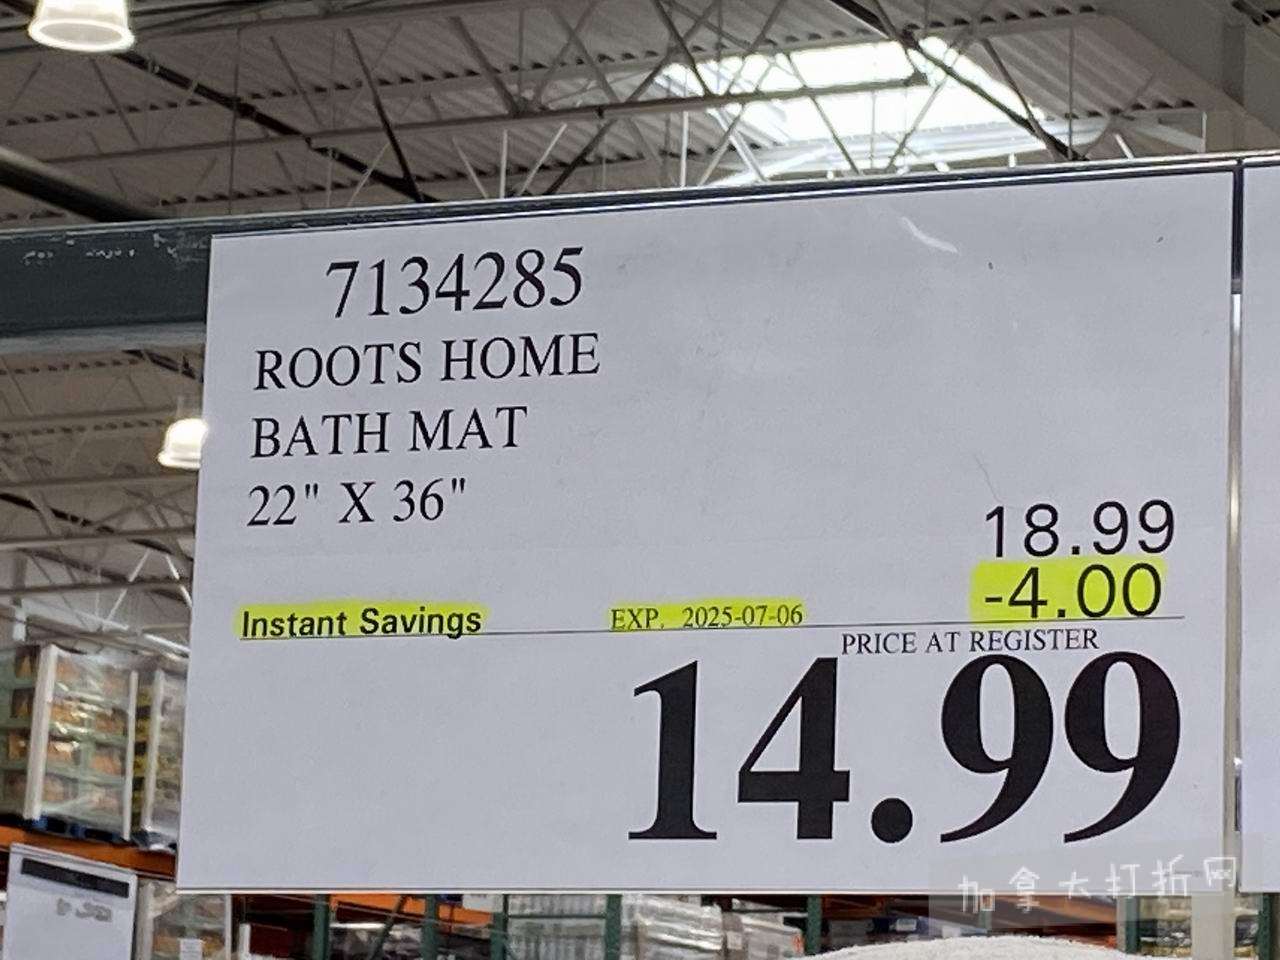 7134285
ROOTS HOME
BATH MAT
22" X 36"
18.99
-4.00
Instant Savings EXP. 2025-07-06
PRICE AT REGISTER
14.99
加拿大打折网